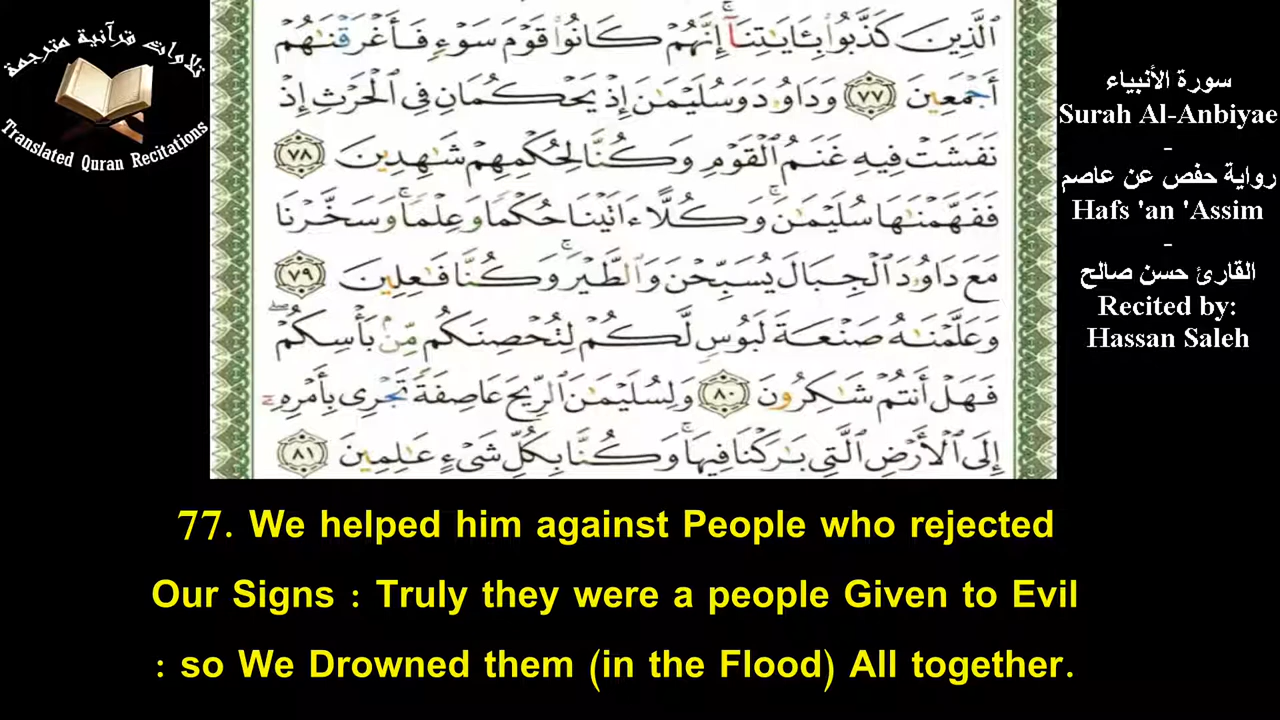 تلاوات قرآنية مترجمة
Translated Quran Recitations
ٱلَّذِينَ كَذَّبُوا۟ بِـَٔايَـٰتِنَآ ۚ إِنَّهُمْ كَانُوا۟ قَوْمَ سَوْءٍ فَأَغْرَقْنَـٰهُمْ
أَجْمَعِينَ ٧٧ وَدَاوُۥدَ وَسُلَيْمَـٰنَ إِذْ يَحْكُمَانِ فِى ٱلْحَرْثِ إِذْ
نَفَشَتْ فِيهِ غَنَمُ ٱلْقَوْمِ وَكُنَّا لِحُكْمِهِمْ شَـٰهِدِينَ ٧٨
فَفَهَّمْنَـٰهَا سُلَيْمَـٰنَ ۚ وَكُلًّا ءَاتَيْنَا حُكْمًا وَعِلْمًا ۚ وَسَخَّرْنَا
مَعَ دَاوُۥدَ ٱلْجِبَالَ يُسَبِّحْنَ وَٱلطَّيْرَ ۚ وَكُنَّا فَـٰعِلِينَ ٧٩
وَعَلَّمْنَـٰهُ صَنْعَةَ لَبُوسٍ لَّكُمْ لِتُحْصِنَكُم مِّنۢ بَأْسِكُمْ ۖ
فَهَلْ أَنتُمْ شَـٰكِرُونَ ٨٠ وَلِسُلَيْمَـٰنَ ٱلرِّيحَ عَاصِفَةً تَجْرِى بِأَمْرِهِۦٓ
إِلَى ٱلْأَرْضِ ٱلَّتِى بَـٰرَكْنَا فِيهَا ۚ وَكُنَّا بِكُلِّ شَىْءٍ عَـٰلِمِينَ ٨١
سورة الأنبياء
Surah Al-Anbiyae
-
رواية حفص عن عاصم
Hafs 'an 'Assim
-
القارئ حسن صالح
Recited by:
Hassan Saleh
77. We helped him against People who rejected
Our Signs : Truly they were a people Given to Evil
: so We Drowned them (in the Flood) All together.